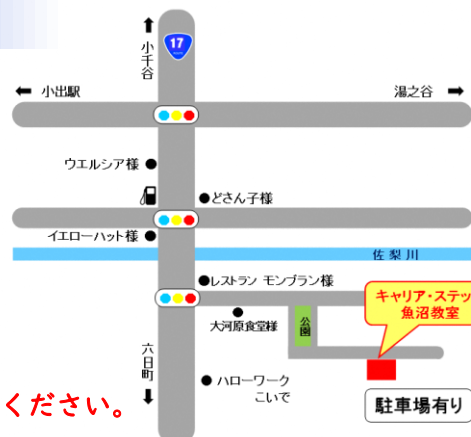 小千谷
17
小出駅
湯之谷
ウエルシア様
どさん子様
イエローハット様
佐梨川
レストラン モンブラン様
キャリア・ステッ
魚沼教室
大河原食堂様
公園
六日町
ハローワーク
こいで
駐車場有り
ください。